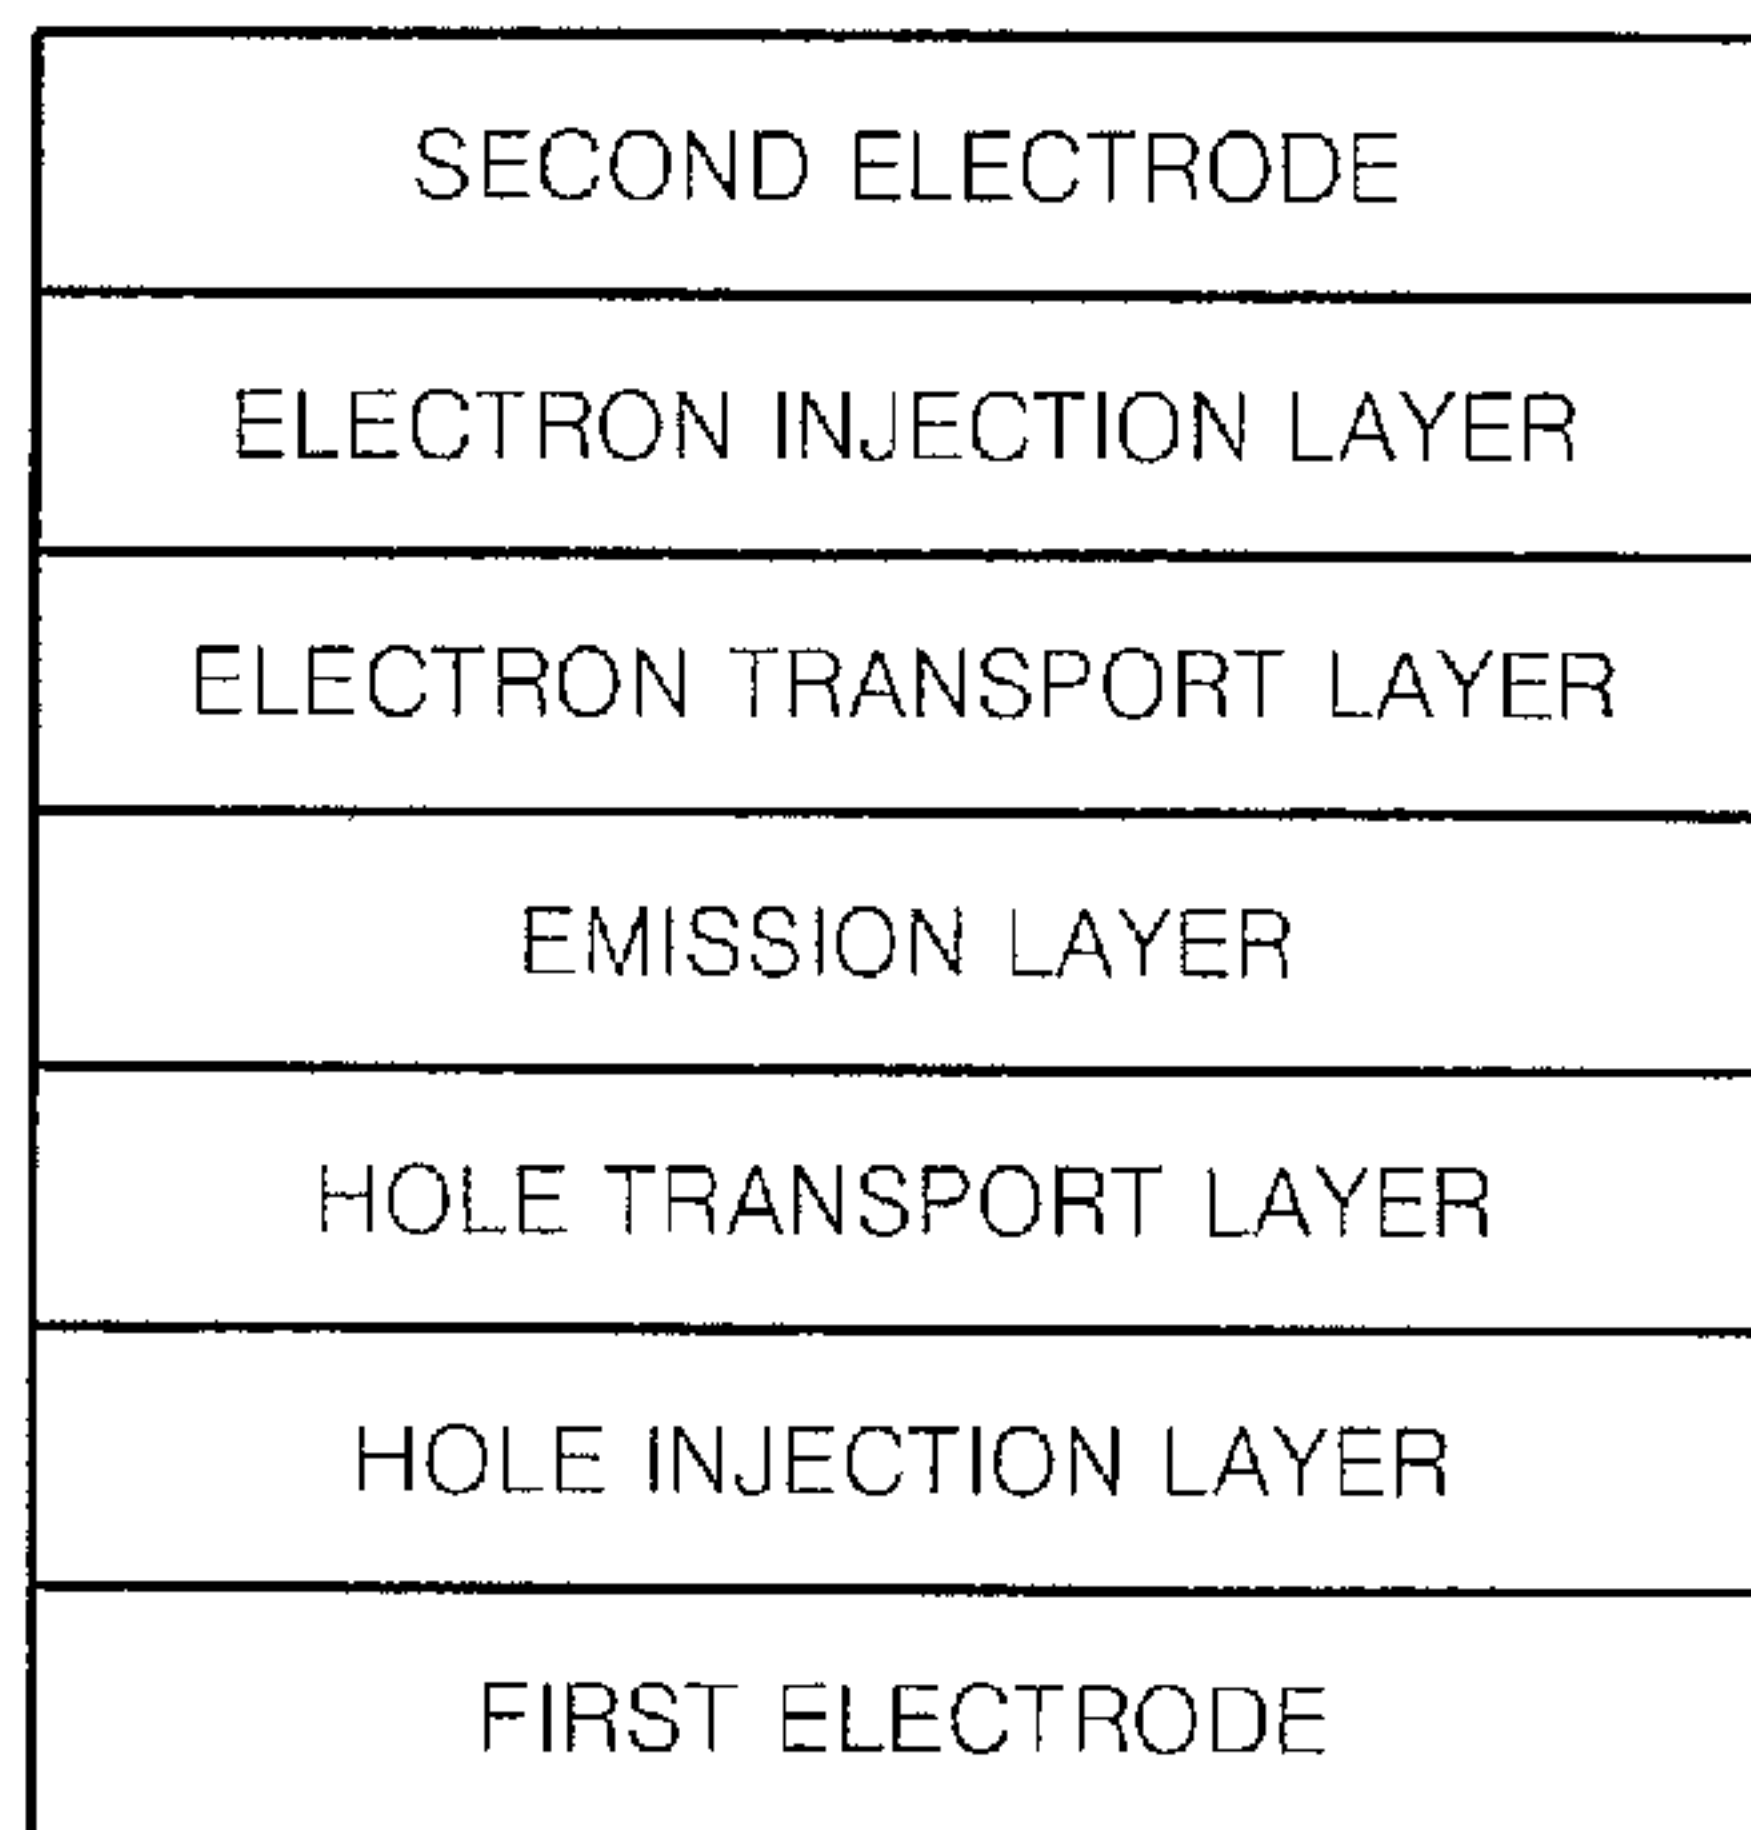 SECOND ELECTRODE
ELECTRON INJECTION LAYER
ELECTRON TRANSPORT LAYER
EMISSION LAYER
HOLE TRANSPORT LAYER
HOLE INJECTION LAYER
FIRST ELECTRODE